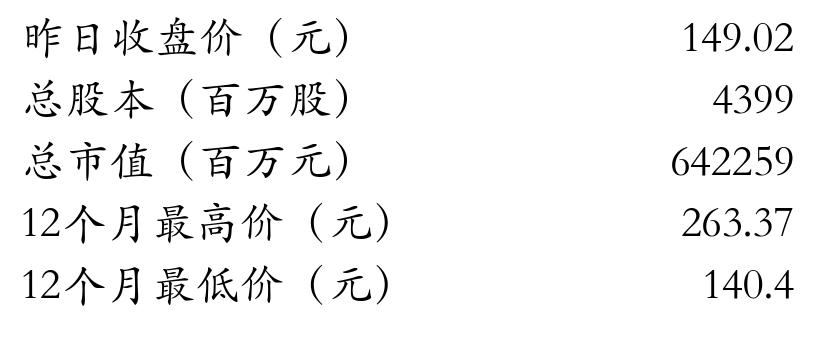 昨日收盘价（元） 149.02
总股本（百万股） 4399
总市值（百万元） 642259
12个月最高价（元） 263.37
12个月最低价（元） 140.4